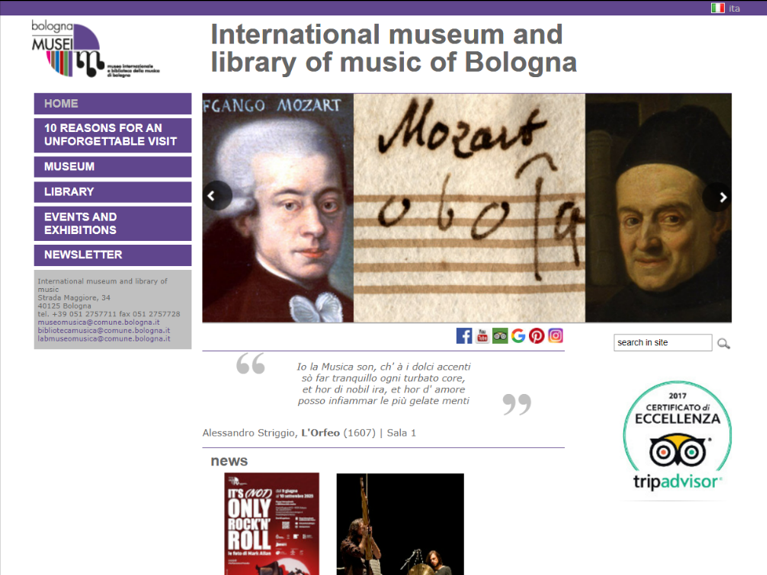 ita
bologna
MUSEI
museo internazionale
e biblioteca della musica
di bologna
International museum and
library of music of Bologna
HOME
10 REASONS FOR AN
UNFORGETTABLE VISIT
MUSEUM
LIBRARY
EVENTS AND
EXHIBITIONS
NEWSLETTER
International museum and library of
music
Strada Maggiore, 34
40125 Bologna
tel. +39 051 2757711 fax 051 2757728
museomusica@comune.bologna.it
bibliotecamusica@comune.bologna.it
labmuseomusica@comune.bologna.it
FGANGO MOZART
Mozart
You
Tube
search in site
“
Io la Musica son, ch' à i dolci accenti
sò far tranquillo ogni turbato core,
et hor di nobil ira, et hor d' amore
posso infiammar le più gelate menti
”
Alessandro Striggio, L'Orfeo (1607) | Sala 1
2017
CERTIFICATO di
ECCELLENZA
tripadvisor®
news
IT'S (NOT)
ONLY
ROCK'N'
ROLL